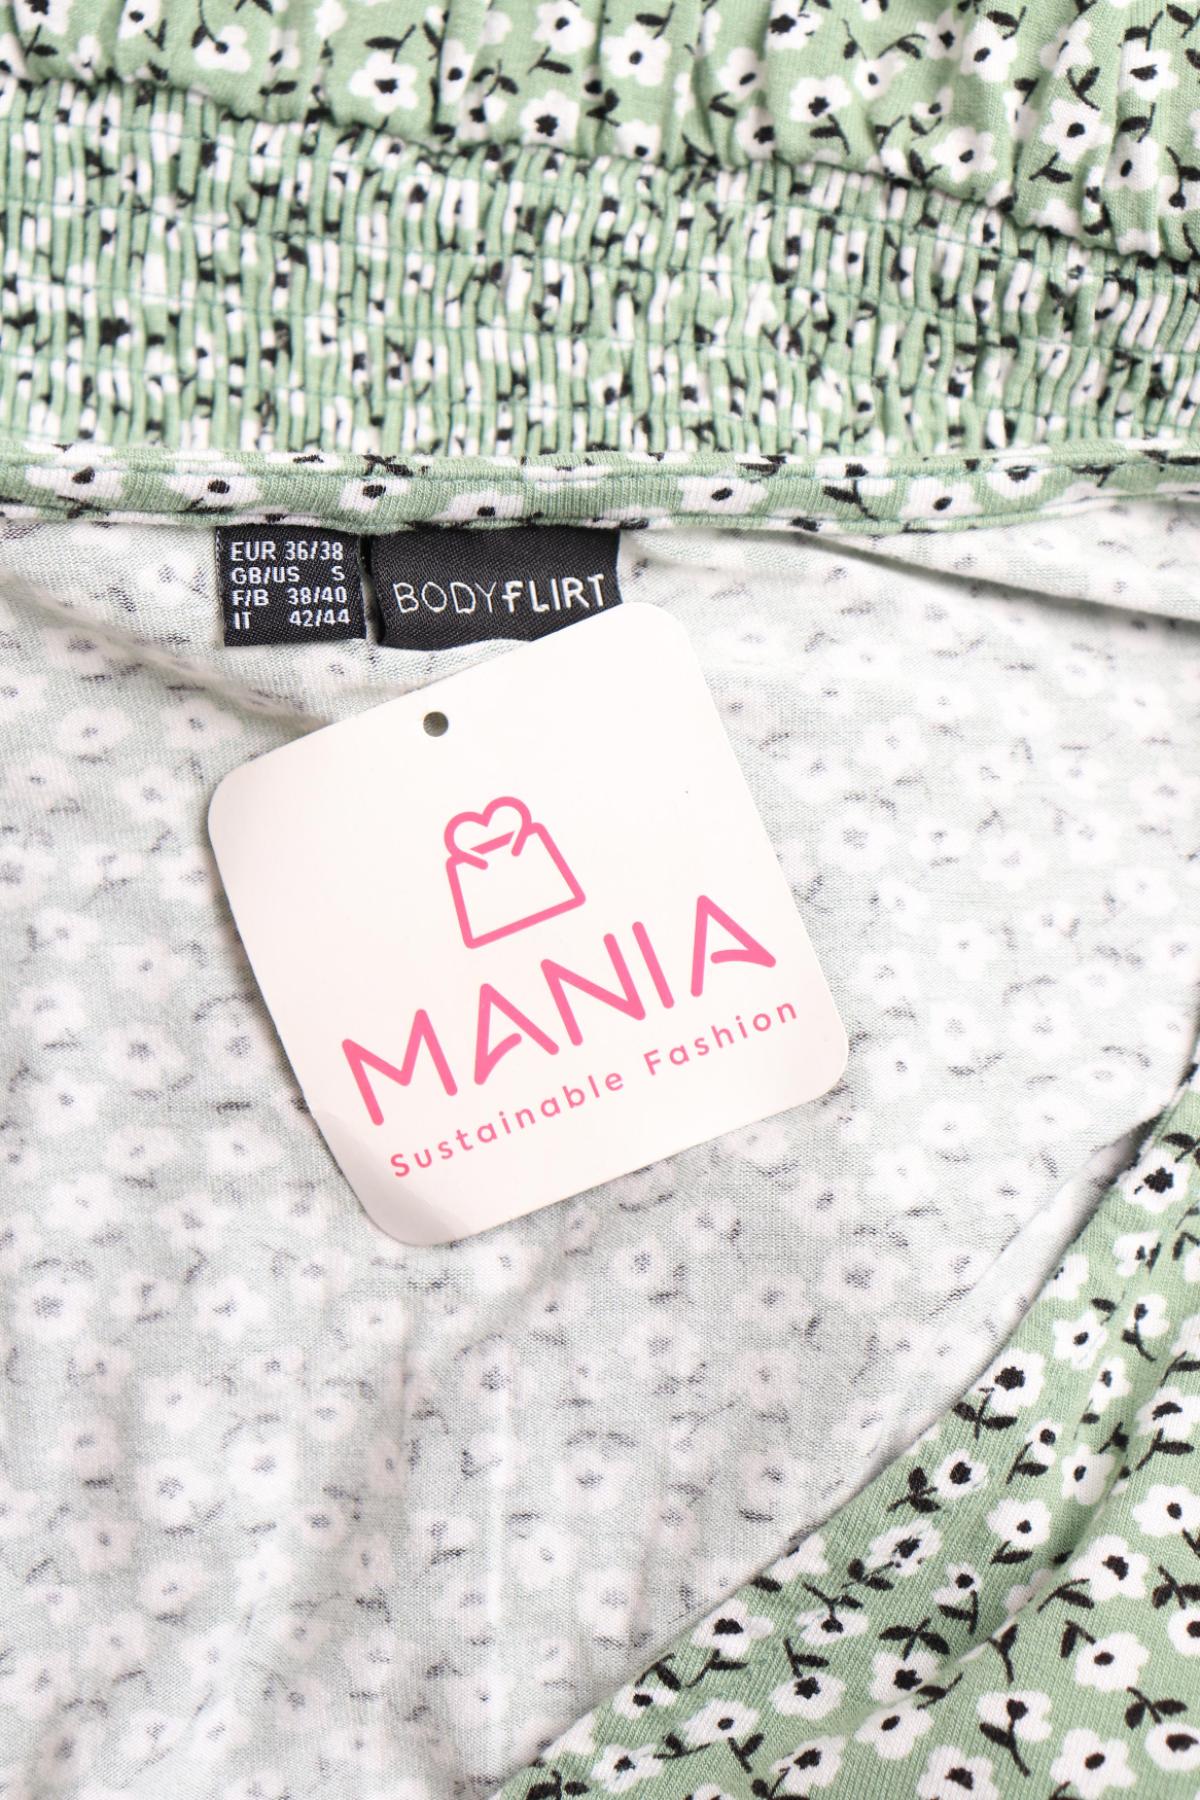 EUR 36/38
GB/US S
F/B 38/40
IT 42/44
BODYFLIRT
MANIA
Sustainable Fashion